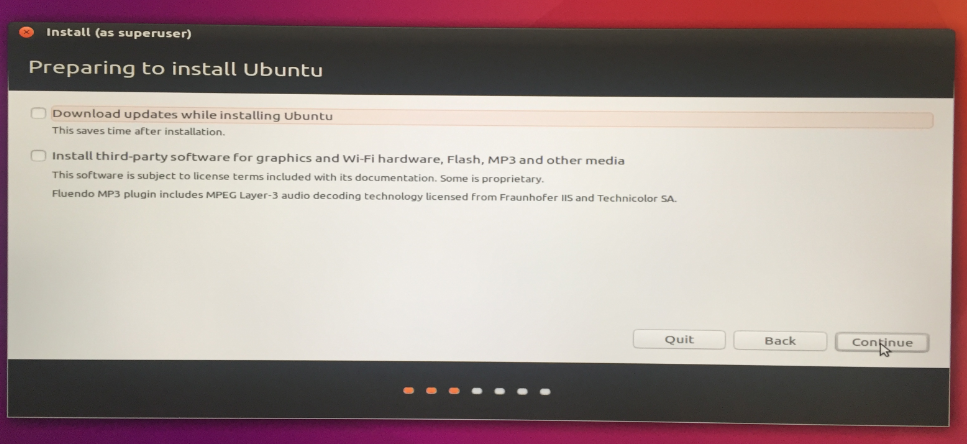 Install (as superuser)
Preparing to install Ubuntu
Download updates while installing Ubuntu
This saves time after installation.
Install third-party software for graphics and Wi-Fi hardware, Flash, MP3 and other media
This software is subject to license terms included with its documentation. Some is proprietary.
Fluendo MP3 plugin includes MPEG Layer-3 audio decoding technology licensed from Fraunhofer IIS and Technicolor SA.
Quit
Back
Continue